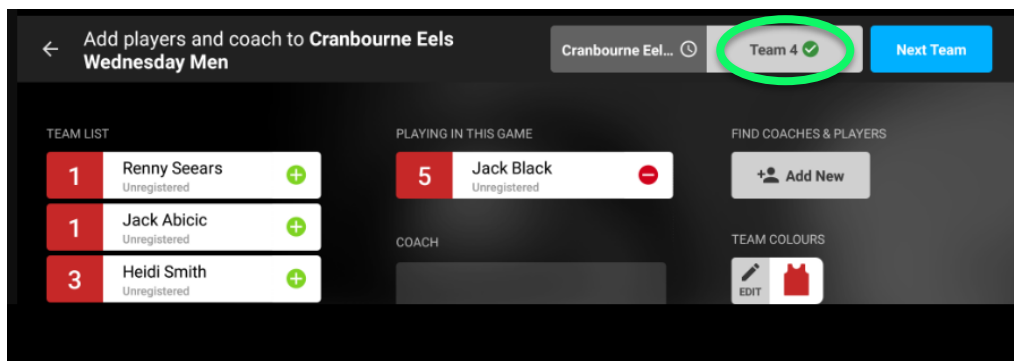 Add players and coach to Cranbourne Eels
Wednesday Men
Cranbourne Eel...
Team 4
Next Team
TEAM LIST
1
Renny Seears
Unregistered
1
Jack Abicic
Unregistered
3
Heidi Smith
Unregistered
PLAYING IN THIS GAME
5
Jack Black
Unregistered
COACH
FIND COACHES & PLAYERS
Add New
TEAM COLOURS
EDIT